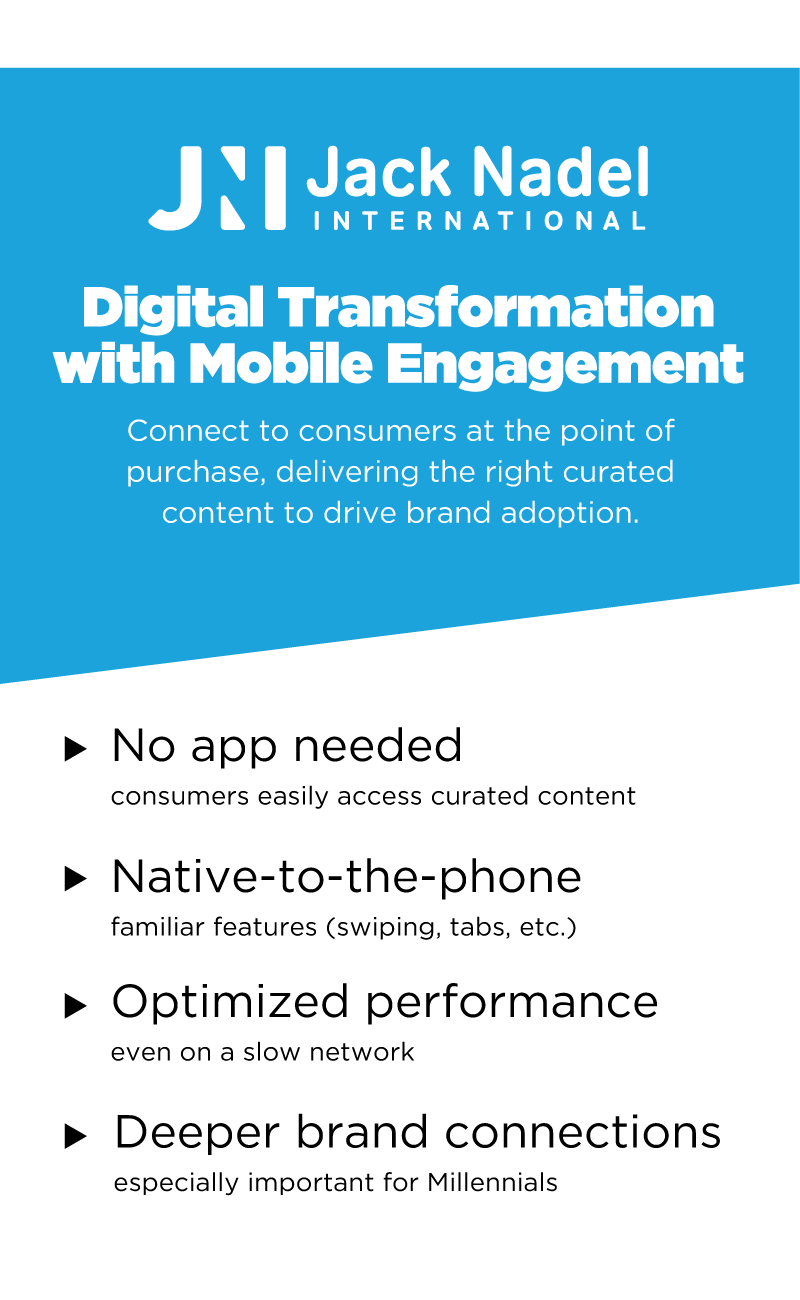 JNI Jack Nadel
INTERNATIONAL
Digital Transformation
with Mobile Engagement
Connect to consumers at the point of
purchase, delivering the right curated
content to drive brand adoption.
▶ No app needed
consumers easily access curated content
▶ Native-to-the-phone
familiar features (swiping, tabs, etc.)
▶ Optimized performance
even on a slow network
▶ Deeper brand connections
especially important for Millennials